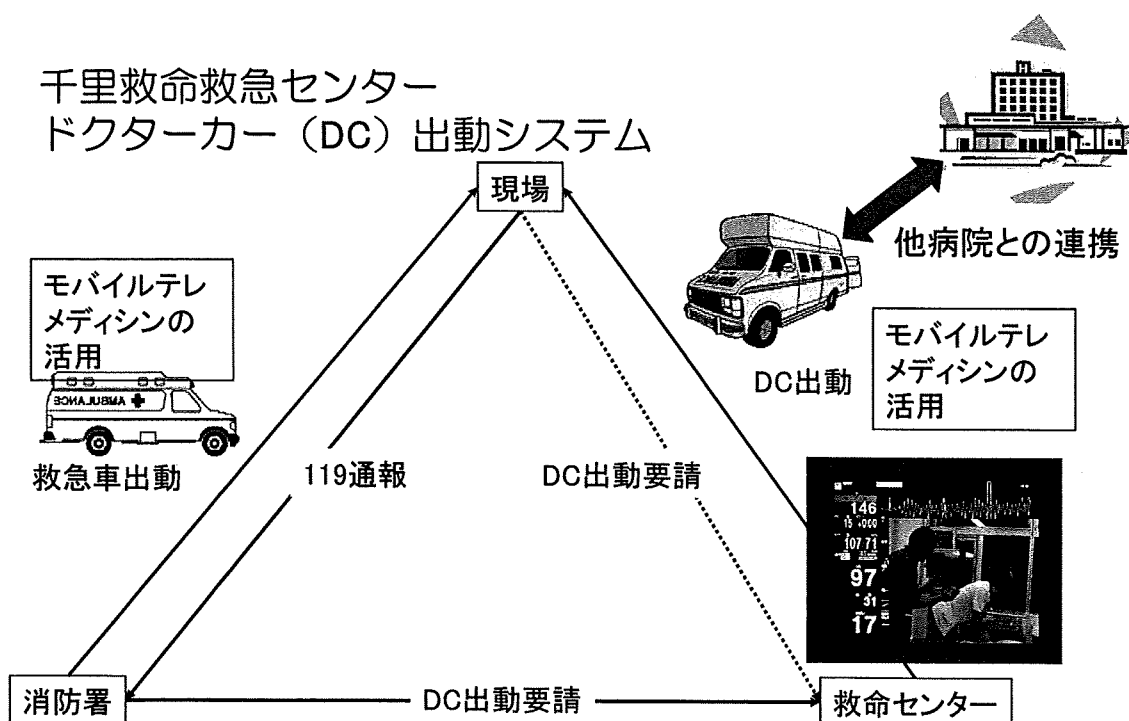 千里救命救急センター
ドクターカー（DC）出動システム
現場
他病院との連携
モバイルテレ
メディシンの
活用
AMBULANCE
救急車出動
DC出動
モバイルテレ
メディシンの
活用
119通報
DC出動要請
146
107 71
97
31
17
消防署
DC出動要請
救命センター